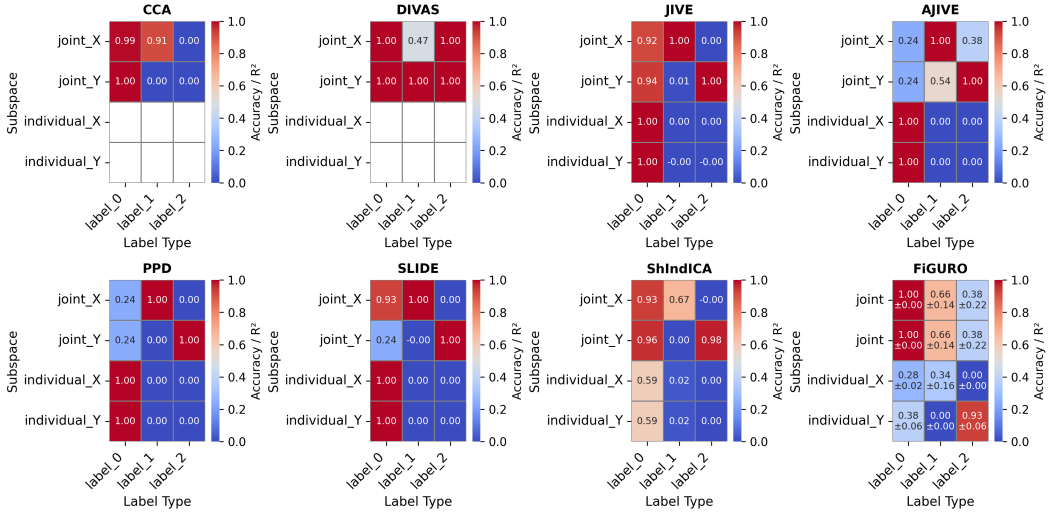 CCA
joint_X
joint_Y
individual_X
individual_Y
Subspace
0.99 0.91 0.00
1.00 0.00 0.00
label_0 label_1 label_2
Label Type
1.0
0.8
0.6
0.4
0.2
0.0
Accuracy / R²
DIVAS
joint_X
joint_Y
individual_X
individual_Y
Subspace
1.00 0.47 1.00
1.00 1.00 1.00
label_0 label_1 label_2
Label Type
1.0
0.8
0.6
0.4
0.2
0.0
Accuracy / R²
JIVE
joint_X
joint_Y
individual_X
individual_Y
Subspace
0.92 1.00 0.00
0.94 0.01 1.00
1.00 0.00 0.00
1.00 -0.00 -0.00
label_0 label_1 label_2
Label Type
1.0
0.8
0.6
0.4
0.2
0.0
Accuracy / R²
AJIVE
joint_X
joint_Y
individual_X
individual_Y
Subspace
0.24 1.00 0.38
0.24 0.54 1.00
1.00 0.00 0.00
1.00 0.00 0.00
label_0 label_1 label_2
Label Type
1.0
0.8
0.6
0.4
0.2
0.0
Accuracy / R²
PPD
joint_X
joint_Y
individual_X
individual_Y
Subspace
0.24 1.00 0.00
0.24 0.00 1.00
1.00 0.00 0.00
1.00 0.00 0.00
label_0 label_1 label_2
Label Type
1.0
0.8
0.6
0.4
0.2
0.0
Accuracy / R²
SLIDE
joint_X
joint_Y
individual_X
individual_Y
Subspace
0.93 1.00 0.00
0.24 -0.00 1.00
1.00 0.00 0.00
1.00 0.00 0.00
label_0 label_1 label_2
Label Type
1.0
0.8
0.6
0.4
0.2
0.0
Accuracy / R²
ShIndICA
joint_X
joint_Y
individual_X
individual_Y
Subspace
0.93 0.67 -0.00
0.96 0.00 0.98
0.59 0.02 0.00
0.59 0.02 0.00
label_0 label_1 label_2
Label Type
1.0
0.8
0.6
0.4
0.2
0.0
Accuracy / R²
FiGURO
joint_X
joint_Y
individual_X
individual_Y
Subspace
1.00 0.66 0.38
±0.00 ±0.14 ±0.22
1.00 0.66 0.38
±0.00 ±0.14 ±0.22
0.28 0.34 0.00
±0.02 ±0.16 ±0.00
0.38 0.00 0.93
±0.06 ±0.00 ±0.06
label_0 label_1 label_2
Label Type
1.0
0.8
0.6
0.4
0.2
0.0
Accuracy / R²